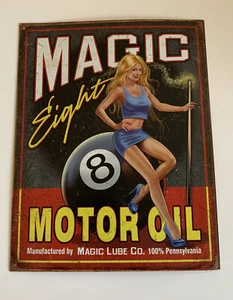 MAGIC
Eight
8
MOTOR OIL
Manufactured by MAGIC LUBE CO. 100% Pennsylvania